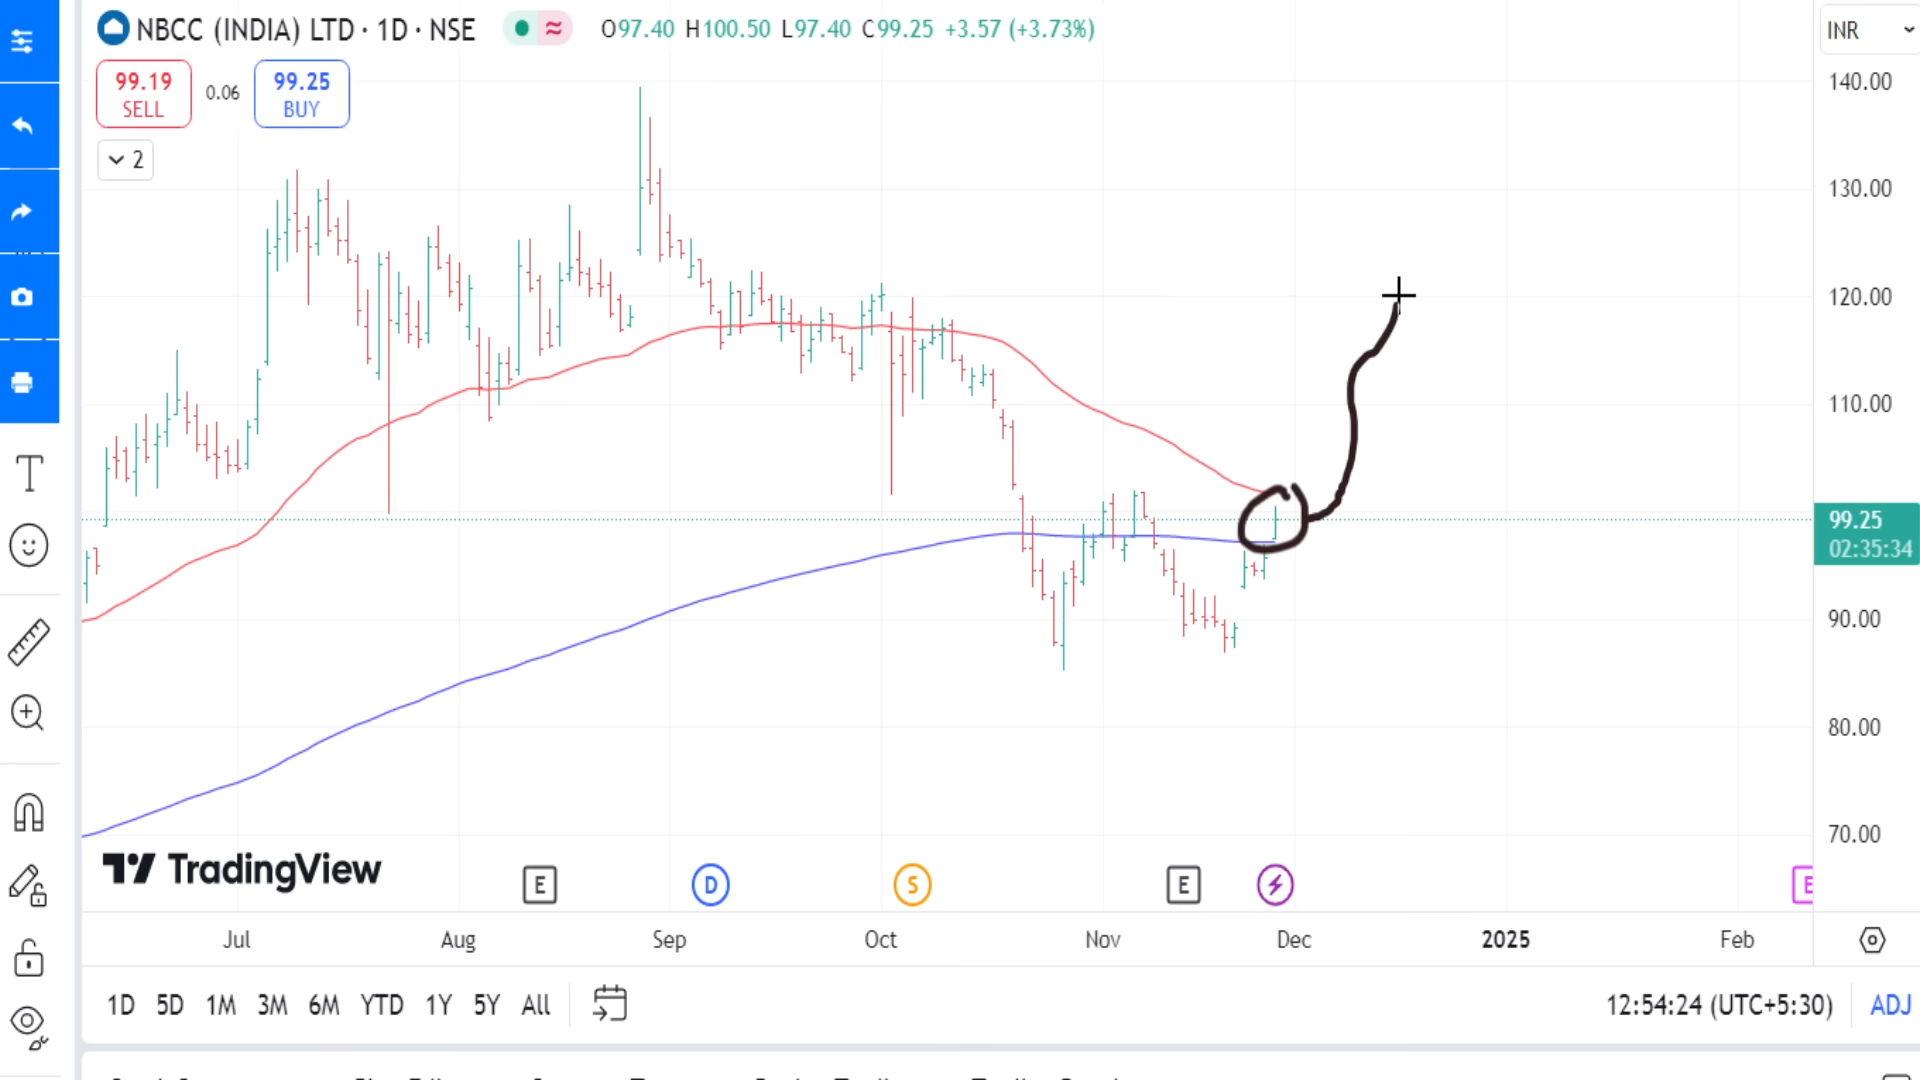 NBCC (INDIA) LTD · 1D · NSE
O97.40 H100.50 L97.40 C99.25 +3.57 (+3.73%)
INR
99.19
SELL
0.06
99.25
BUY
2
140.00
130.00
120.00
110.00
99.25
02:35:34
90.00
80.00
70.00
TradingView
E
D
S
E
E
Jul
Aug
Sep
Oct
Nov
Dec
2025
Feb
1D 5D 1M 3M 6M YTD 1Y 5Y All
12:54:24 (UTC+5:30)
ADJ